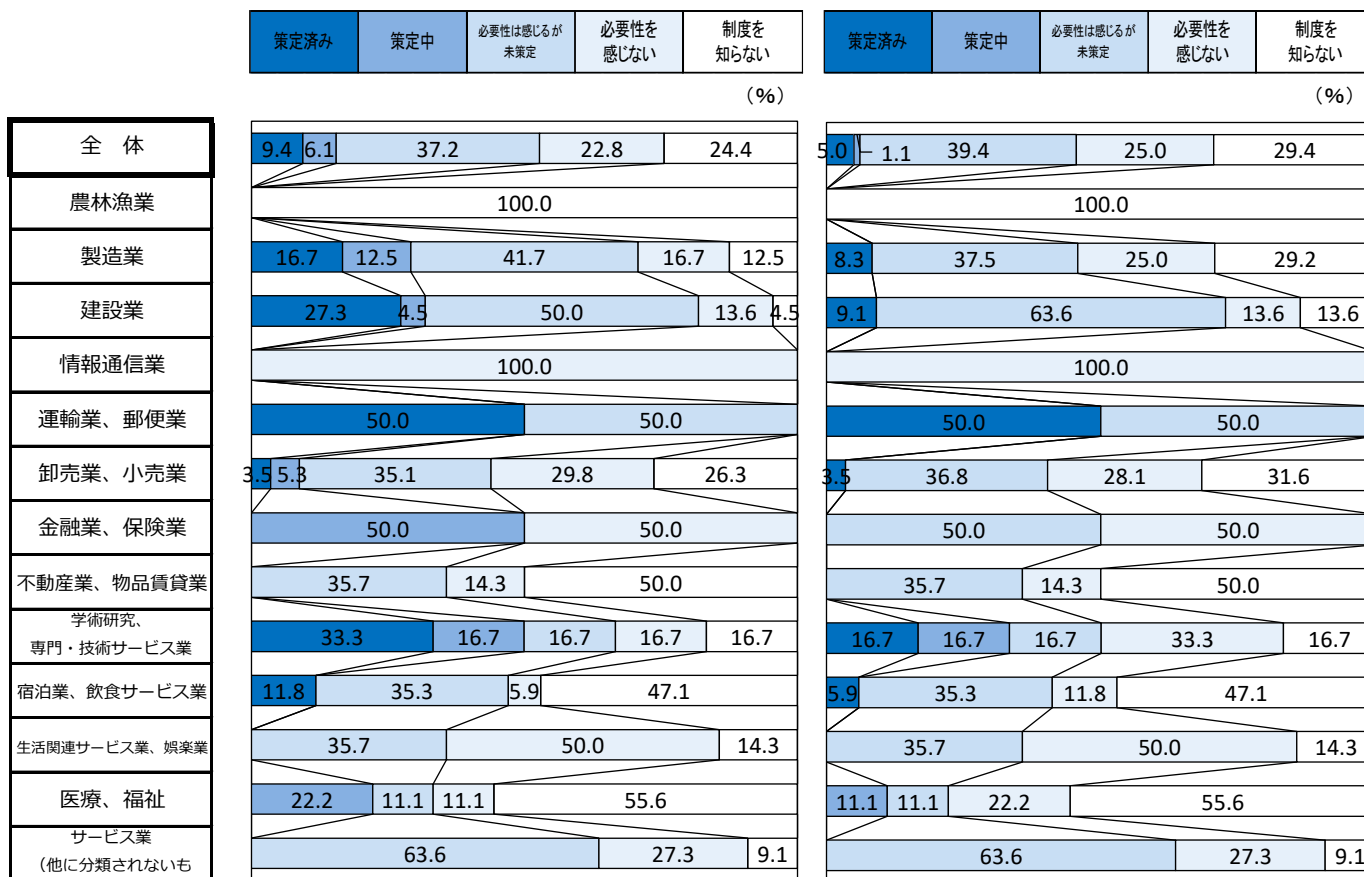 策定済み
策定中
必要性は感じるが
未策定
必要性を
感じない
制度を
知らない
策定済み
策定中
必要性は感じるが
未策定
必要性を
感じない
制度を
知らない
（%）
（%）
全 体
9.4 6.1 37.2 22.8 24.4
5.0 1.1 39.4 25.0 29.4
農林漁業
100.0
100.0
製造業
16.7 12.5 41.7 16.7 12.5
8.3 37.5 25.0 29.2
建設業
27.3 4.5 50.0 13.6 4.5
9.1 63.6 13.6 13.6
情報通信業
100.0
100.0
運輸業、郵便業
50.0 50.0
50.0 50.0
卸売業、小売業
3.5 5.3 35.1 29.8 26.3
3.5 36.8 28.1 31.6
金融業、保険業
50.0 50.0
50.0 50.0
不動産業、物品賃貸業
35.7 14.3 50.0
35.7 14.3 50.0
学術研究、
専門・技術サービス業
33.3 16.7 16.7 16.7 16.7
16.7 16.7 16.7 33.3 16.7
宿泊業、飲食サービス業
11.8 35.3 5.9 47.1
5.9 35.3 11.8 47.1
生活関連サービス業、娯楽業
35.7 50.0 14.3
35.7 50.0 14.3
医療、福祉
22.2 11.1 11.1 55.6
11.1 11.1 22.2 55.6
サービス業
（他に分類されないも
63.6 27.3 9.1
63.6 27.3 9.1